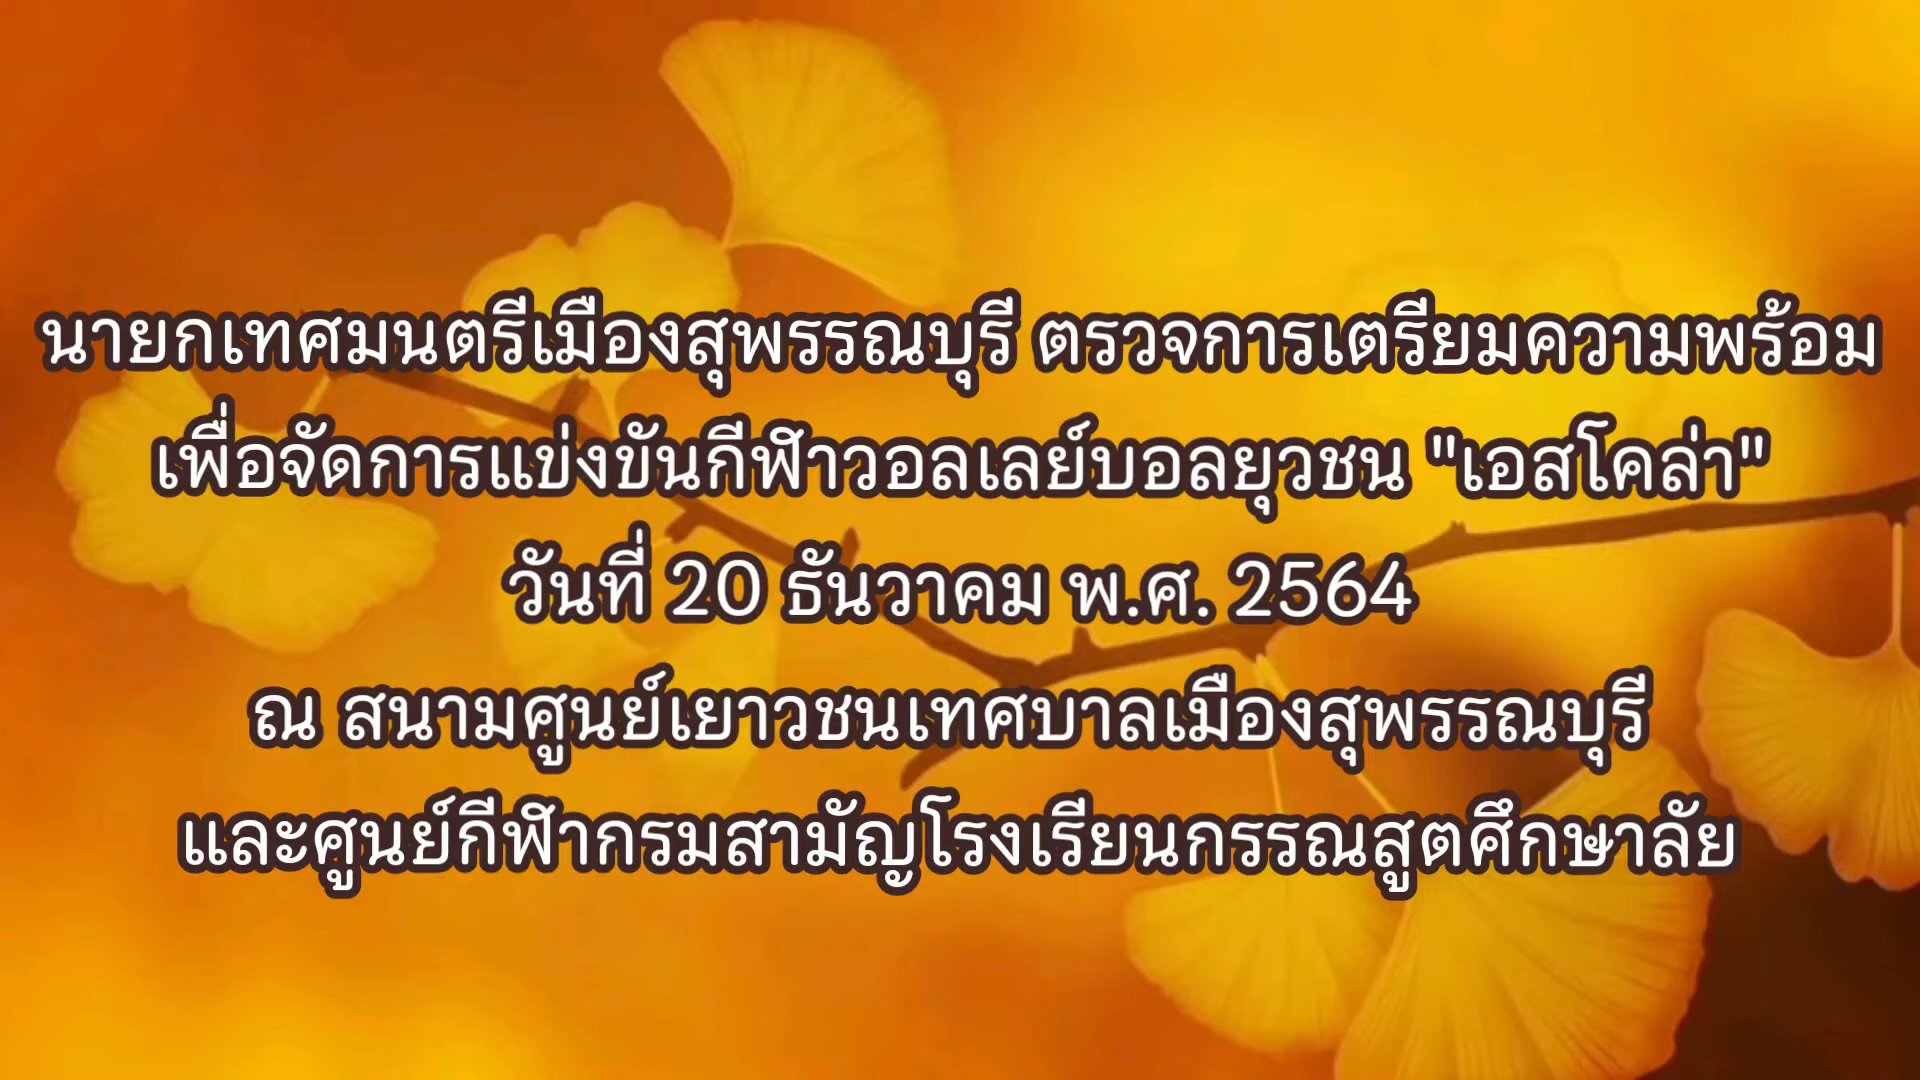 นายกเทศมนตรีเมืองสุพรรณบุรี ตรวจการเตรียมความพร้อม
เพื่อจัดการแข่งขันกีฬาวอลเลย์บอลยุวชน "เอสโคล่า"
วันที่ 20 ธันวาคม พ.ศ. 2564
ณ สนามศูนย์เยาวชนเทศบาลเมืองสุพรรณบุรี
และศูนย์กีฬากรมสามัญโรงเรียนกรรณสูตศึกษาลัย